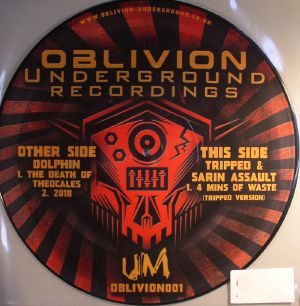 WWW.OBLIVION-UNDERGROUND.CO.UK
OBLIVION
UNDERGROUND
RECORDINGS
OTHER SIDE
DOLPHIN
1. THE DEATH OF
THEOCALES
2. 2018
THIS SIDE
TRIPPED &
SARIN ASSAULT
1. 4 MINS OF WASTE
(TRIPPED VERSION)
UM
OBLIVION001